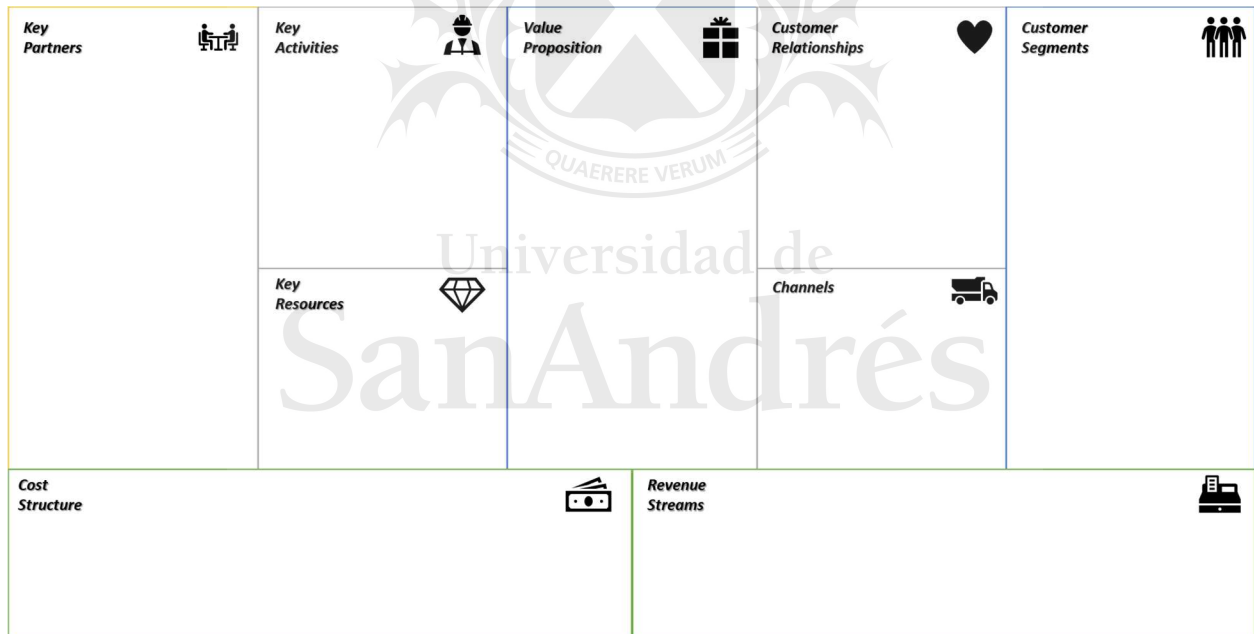 Key
Partners
Key
Activities
Value
Proposition
Customer
Relationships
Customer
Segments
QUAERERE VERUM
Universidad de
SanAndrés
Key
Resources
Channels
Cost
Structure
Revenue
Streams